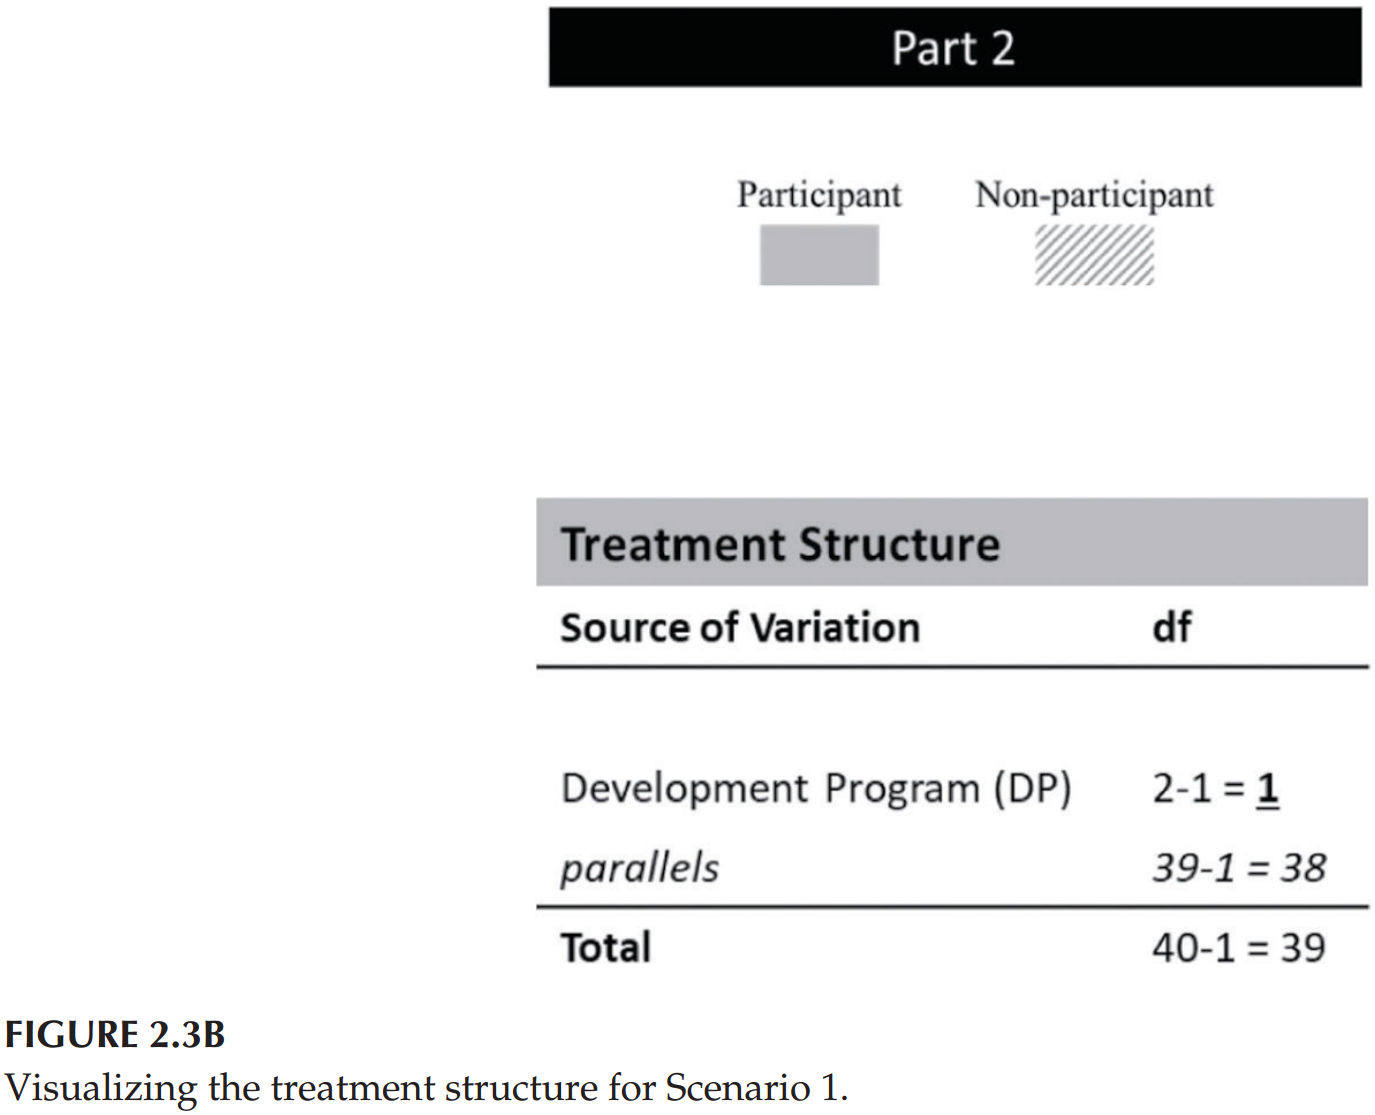 Part 2
Participant Non-participant
Treatment Structure
Source of Variation df
Development Program (DP) 2-1 = 1
parallels 39-1 = 38
Total 40-1 = 39
FIGURE 2.3B
Visualizing the treatment structure for Scenario 1.